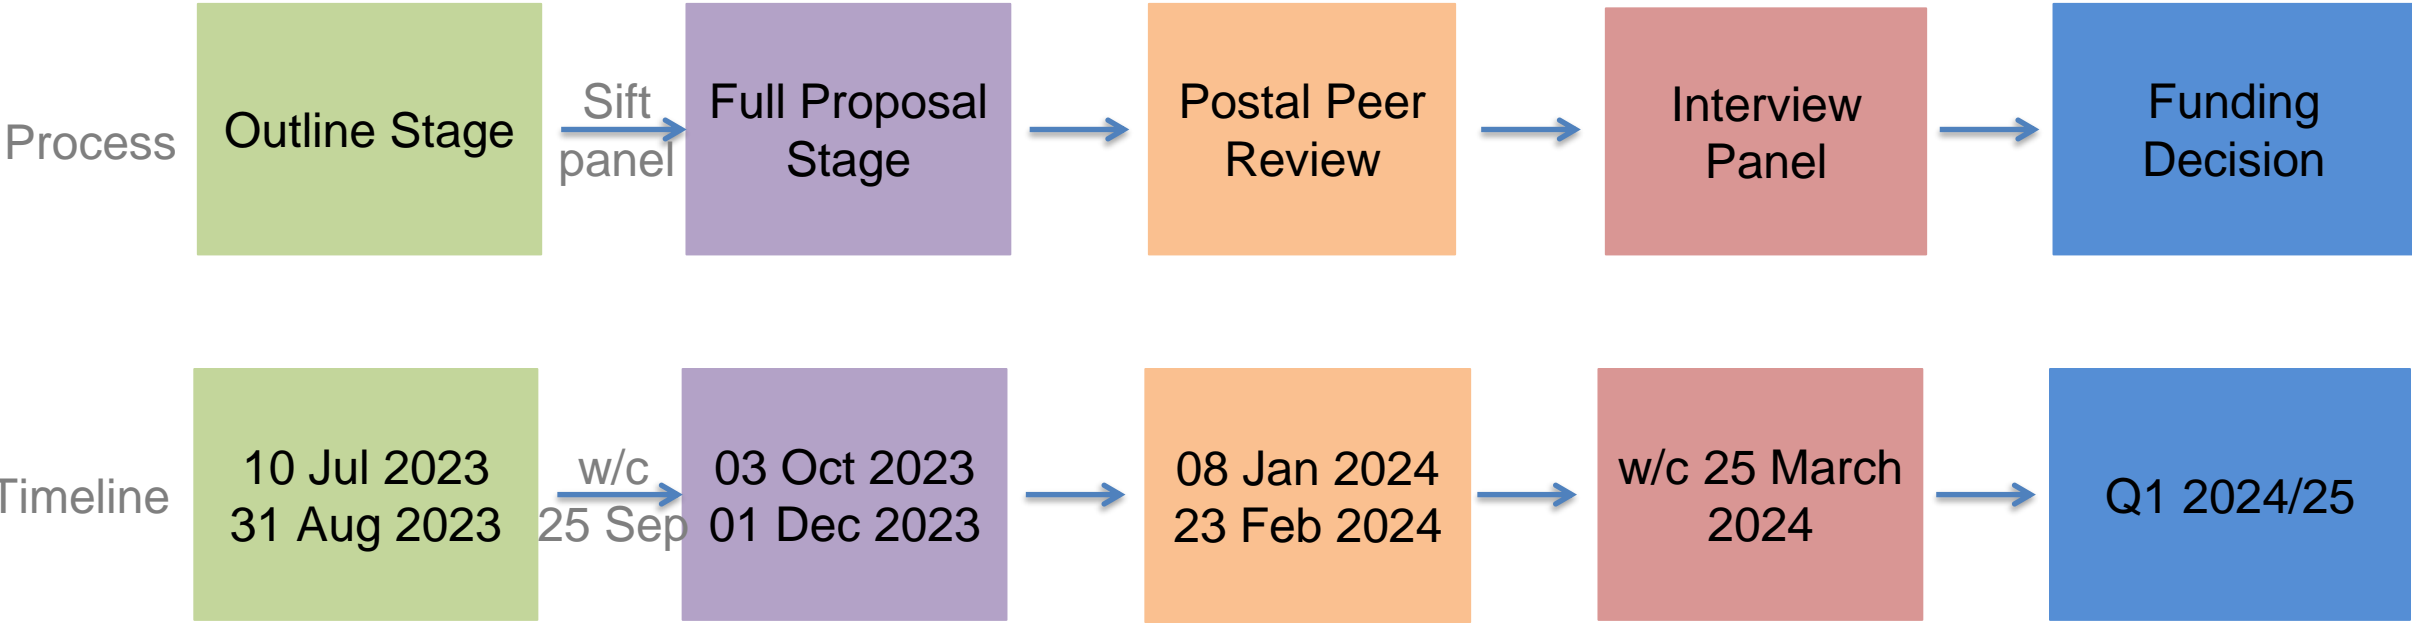 Process
Outline Stage
Sift
panel
Full Proposal
Stage
Postal Peer
Review
Interview
Panel
Funding
Decision
Timeline
10 Jul 2023
31 Aug 2023
w/c
25 Sep
03 Oct 2023
01 Dec 2023
08 Jan 2024
23 Feb 2024
w/c 25 March
2024
Q1 2024/25